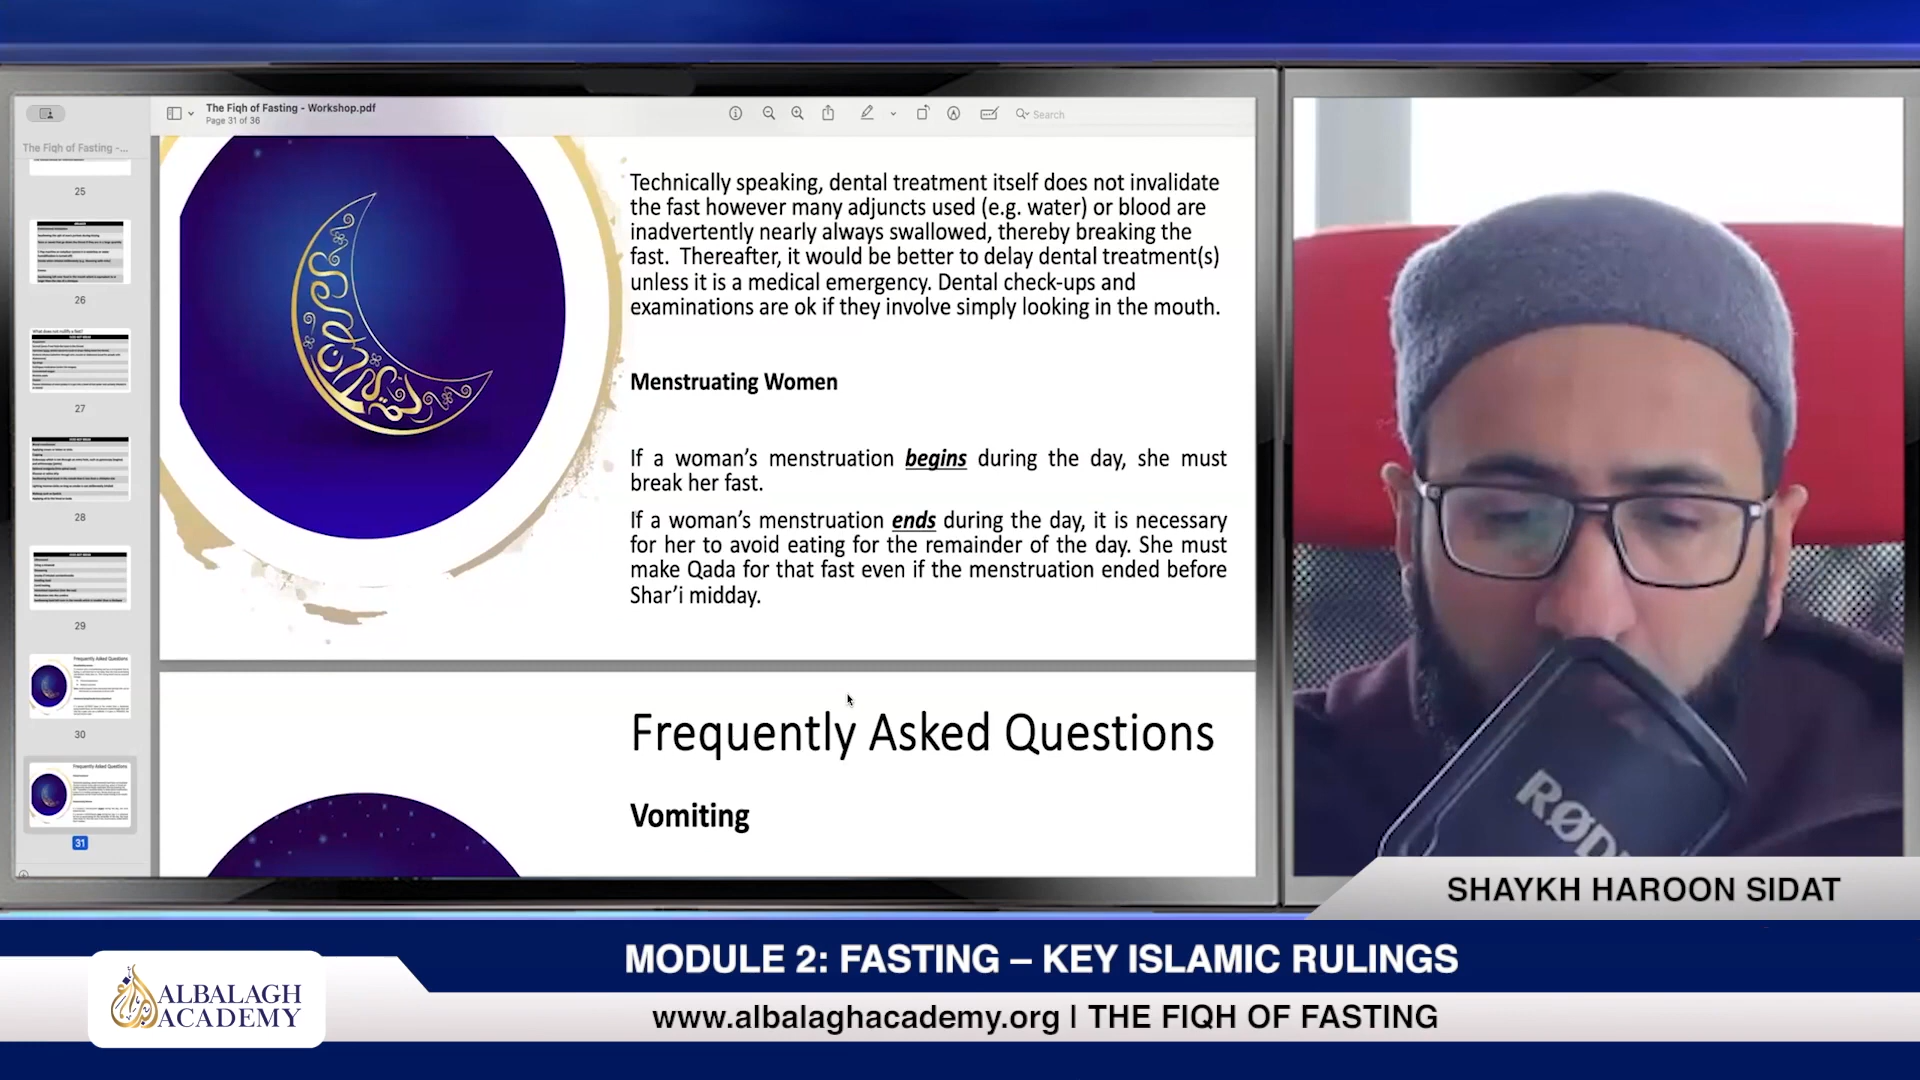 The Fiqh of Fasting - Workshop.pdf
Page 31 of 36
Search
The Fiqh of Fasting -...
25
26
27
28
29
Frequently Asked Questions
30
Frequently Asked Questions
31
Technically speaking, dental treatment itself does not invalidate
the fast however many adjuncts used (e.g. water) or blood are
inadvertently nearly always swallowed, thereby breaking the
fast. Thereafter, it would be better to delay dental treatment(s)
unless it is a medical emergency. Dental check-ups and
examinations are ok if they involve simply looking in the mouth.
Menstruating Women
If a woman’s menstruation begins during the day, she must
break her fast.
If a woman’s menstruation ends during the day, it is necessary
for her to avoid eating for the remainder of the day. She must
make Qada for that fast even if the menstruation ended before
Shar’i midday.
Frequently Asked Questions
Vomiting
RØD
SHAYKH HAROON SIDAT
MODULE 2: FASTING – KEY ISLAMIC RULINGS
www.albalaghacademy.org | THE FIQH OF FASTING
ALBALAGH
ACADEMY